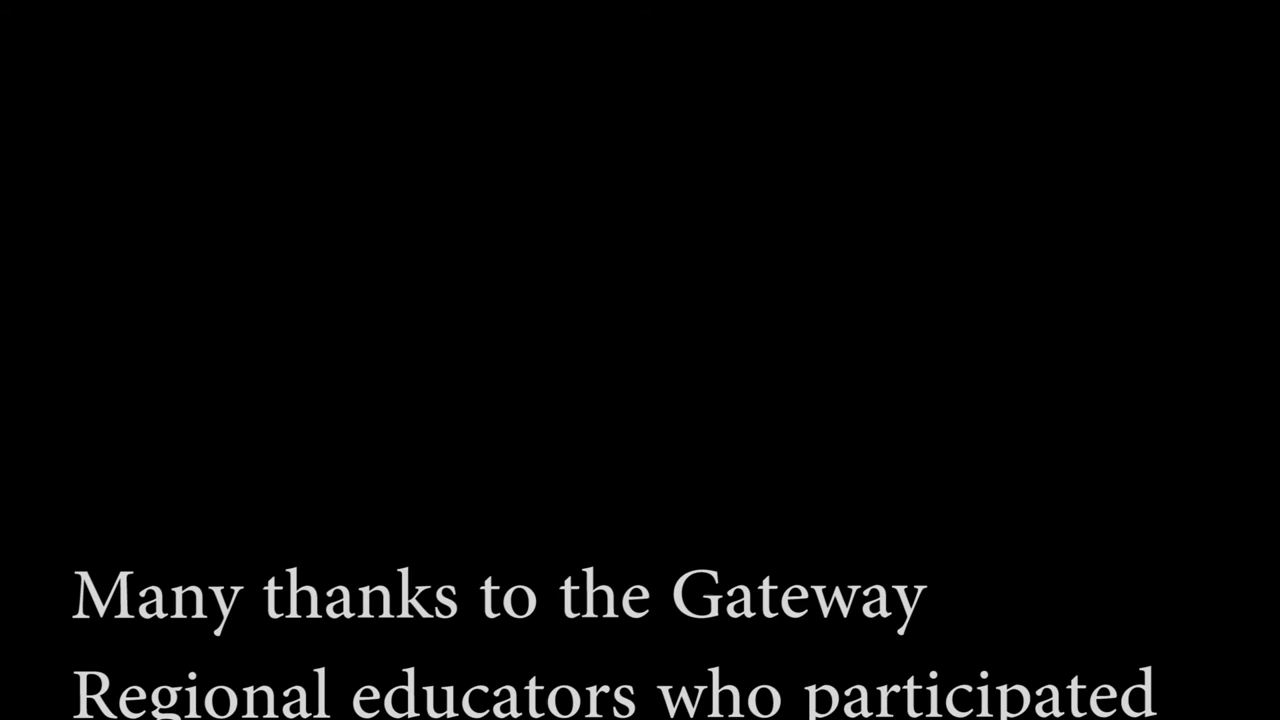 Many thanks to the Gateway
Regional educators who participated